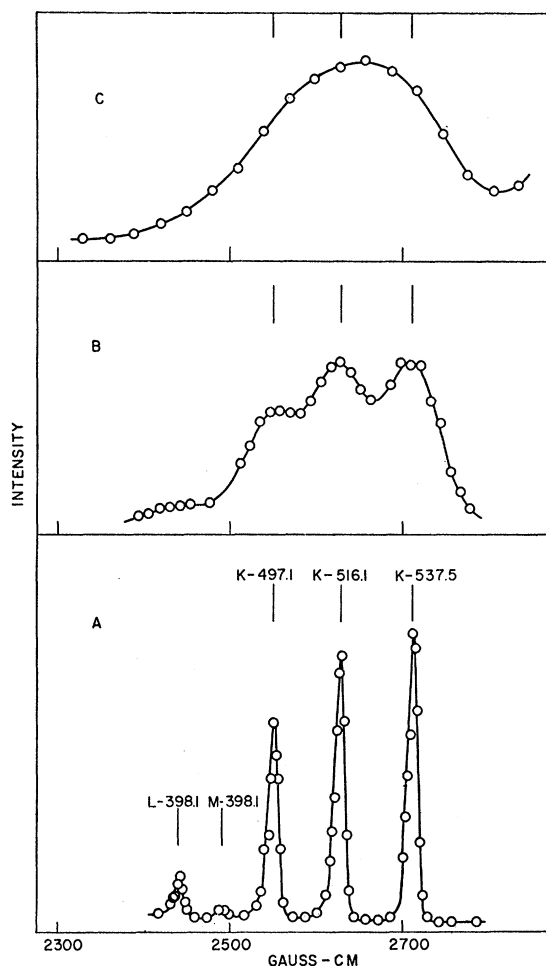 C
B
INTENSITY
K-497.1 K-516.1 K-537.5
A
L-398.1 M-398.1
2300 2500 2700
GAUSS-CM